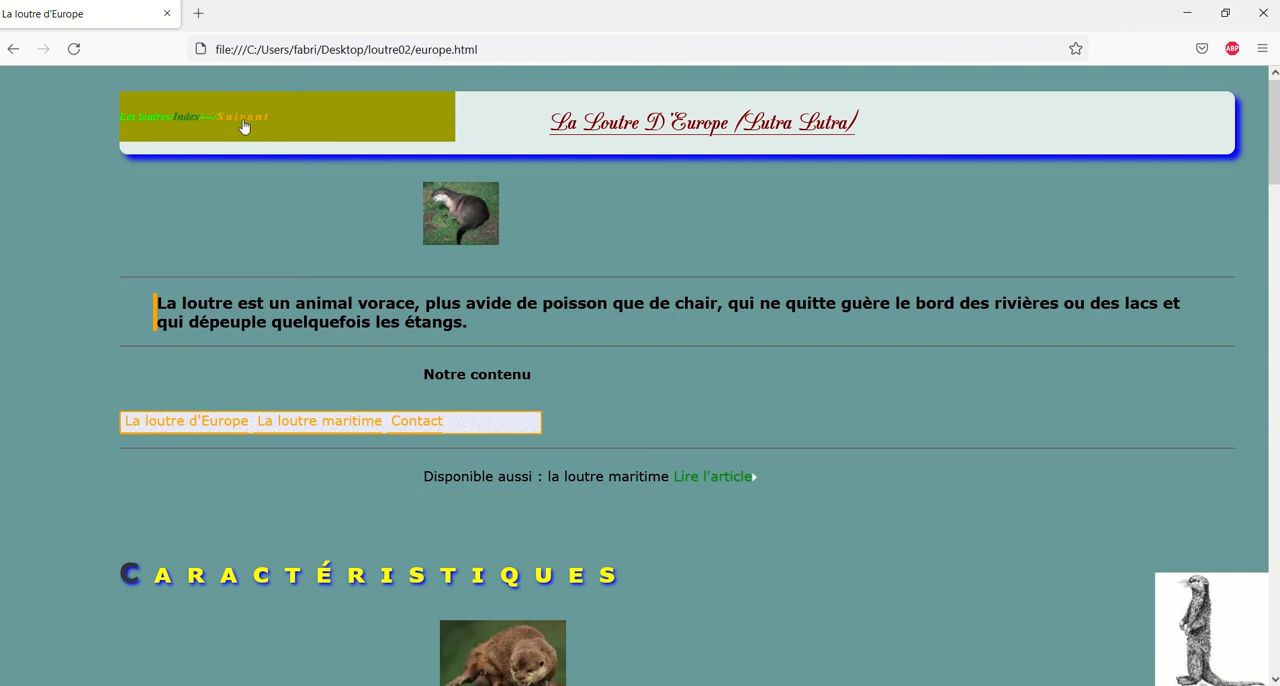 La loutre d'Europe
file:///C:/Users/fabri/Desktop/loutre02/europe.html
ABP
Les loutres/Index/---/Suivant
La Loutre D'Europe (Lutra Lutra)
La loutre est un animal vorace, plus avide de poisson que de chair, qui ne quitte guère le bord des rivières ou des lacs et
qui dépeuple quelquefois les étangs.
Notre contenu
La loutre d'Europe La loutre maritime Contact
Disponible aussi : la loutre maritime Lire l'article
CARACTÉRISTIQUES